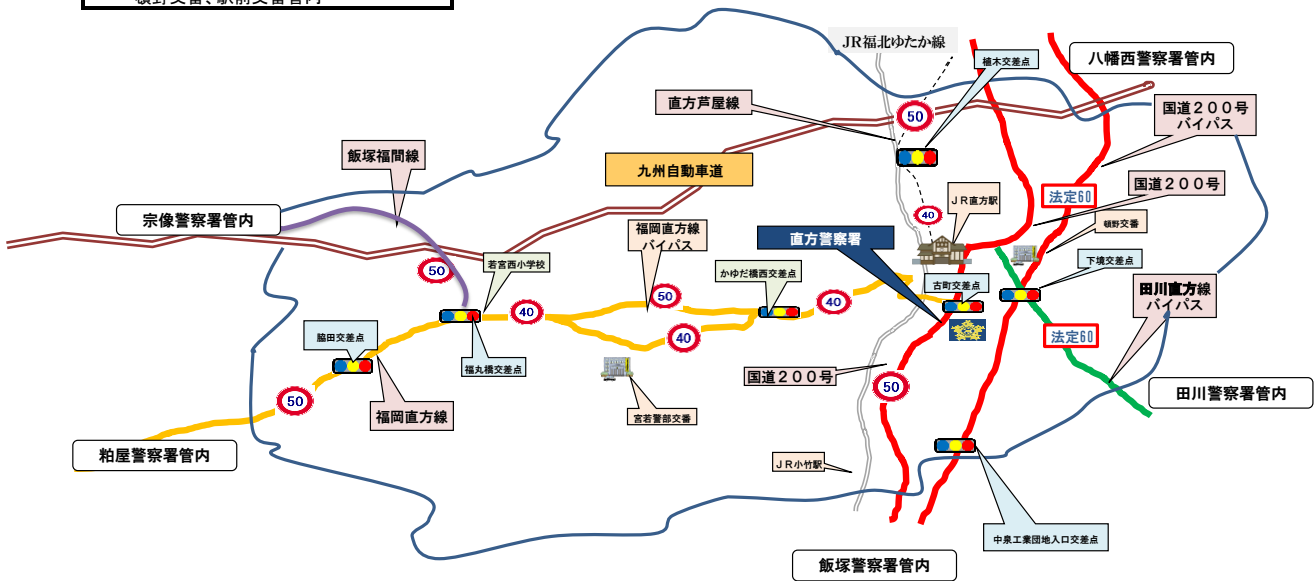 頓野交番、駅前交番管内
JR福北ゆたか線
植木交差点
八幡西警察署管内
直方芦屋線
50
国道200号
バイパス
飯塚福間線
九州自動車道
国道200号
法定60
宗像警察署管内
JR直方駅
40
頓野交番
福岡直方線
バイパス
直方警察署
若宮西小学校
50
かゆだ橋西交差点
下境交差点
古町交差点
田川直方線
バイパス
50
40
40
40
脇田交差点
福丸橋交差点
法定60
国道200号
50
50
福岡直方線
宮若警部交番
田川警察署管内
粕屋警察署管内
JR小竹駅
中泉工業団地入口交差点
飯塚警察署管内